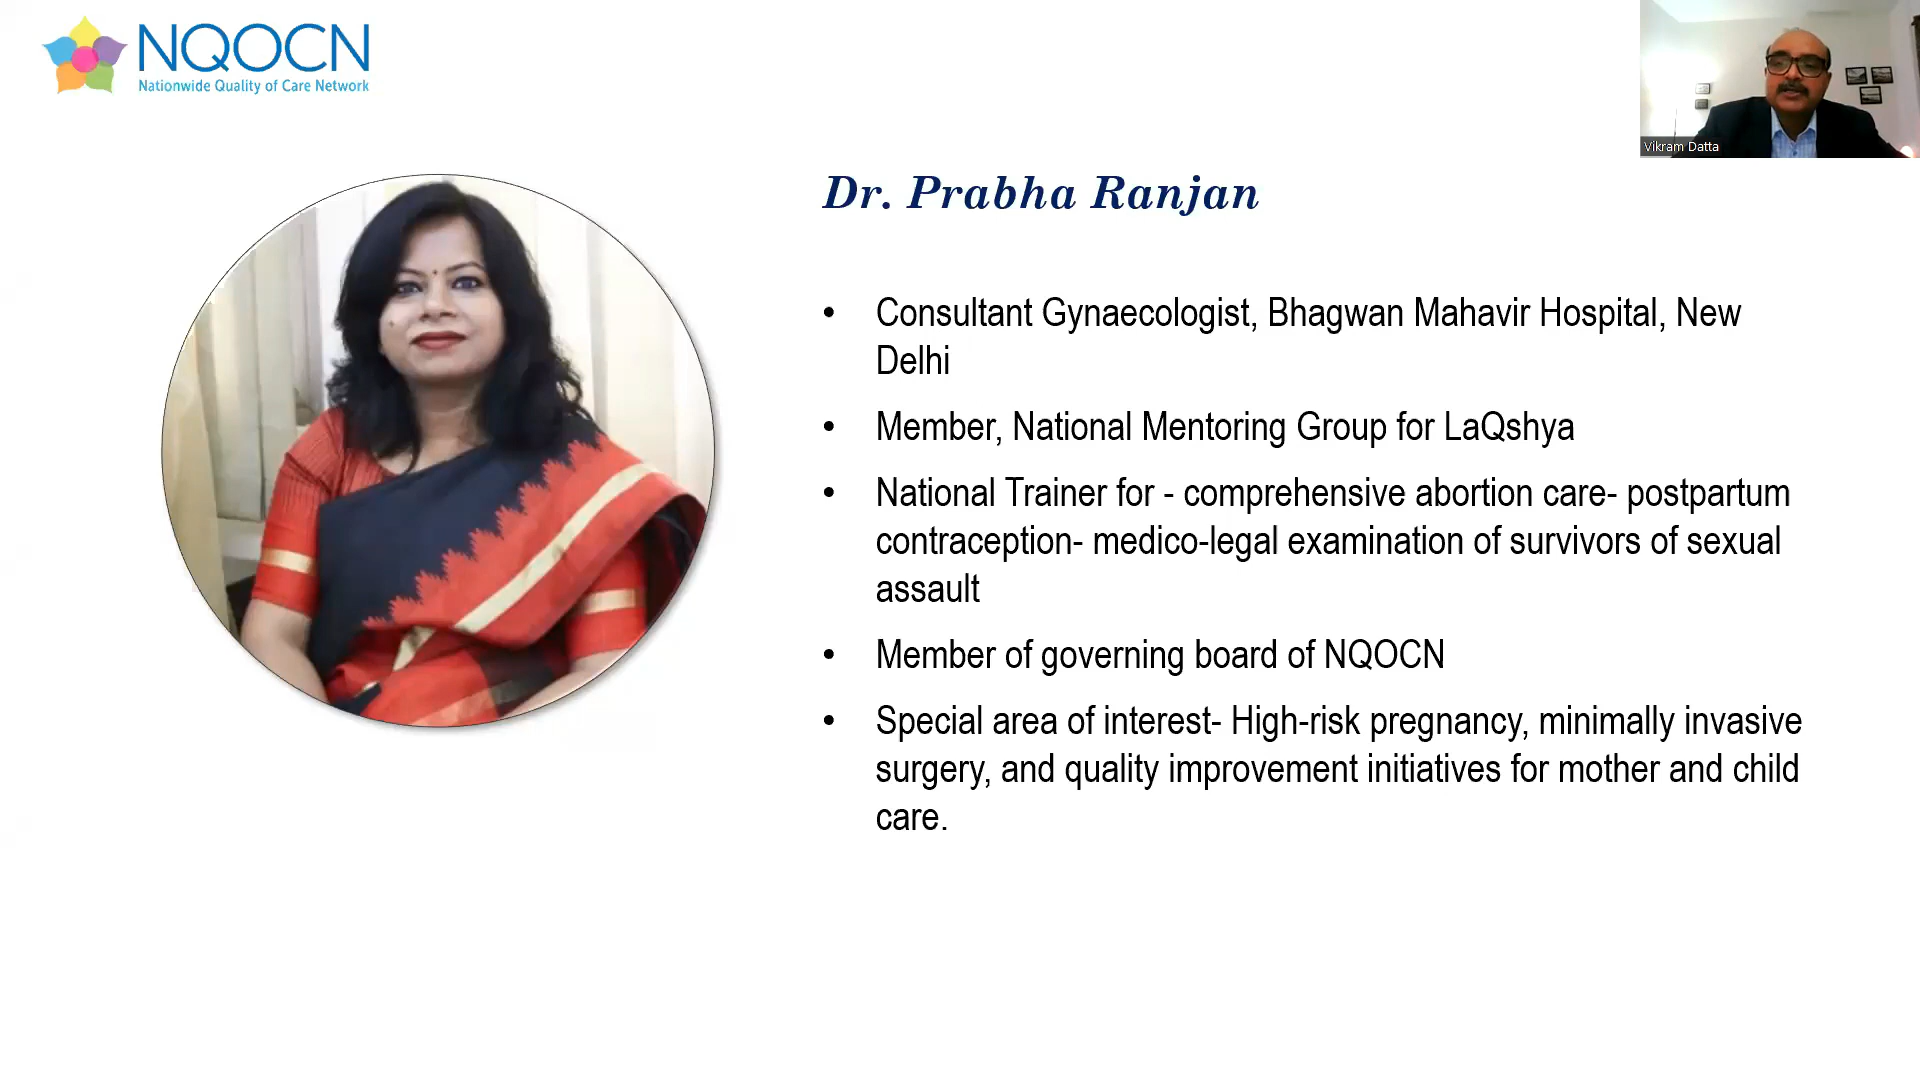 NQOCN
Nationwide Quality of Care Network
Vikram Datta
Dr. Prabha Ranjan
• Consultant Gynaecologist, Bhagwan Mahavir Hospital, New
Delhi
• Member, National Mentoring Group for LaQshya
• National Trainer for - comprehensive abortion care- postpartum
contraception- medico-legal examination of survivors of sexual
assault
• Member of governing board of NQOCN
• Special area of interest- High-risk pregnancy, minimally invasive
surgery, and quality improvement initiatives for mother and child
care.